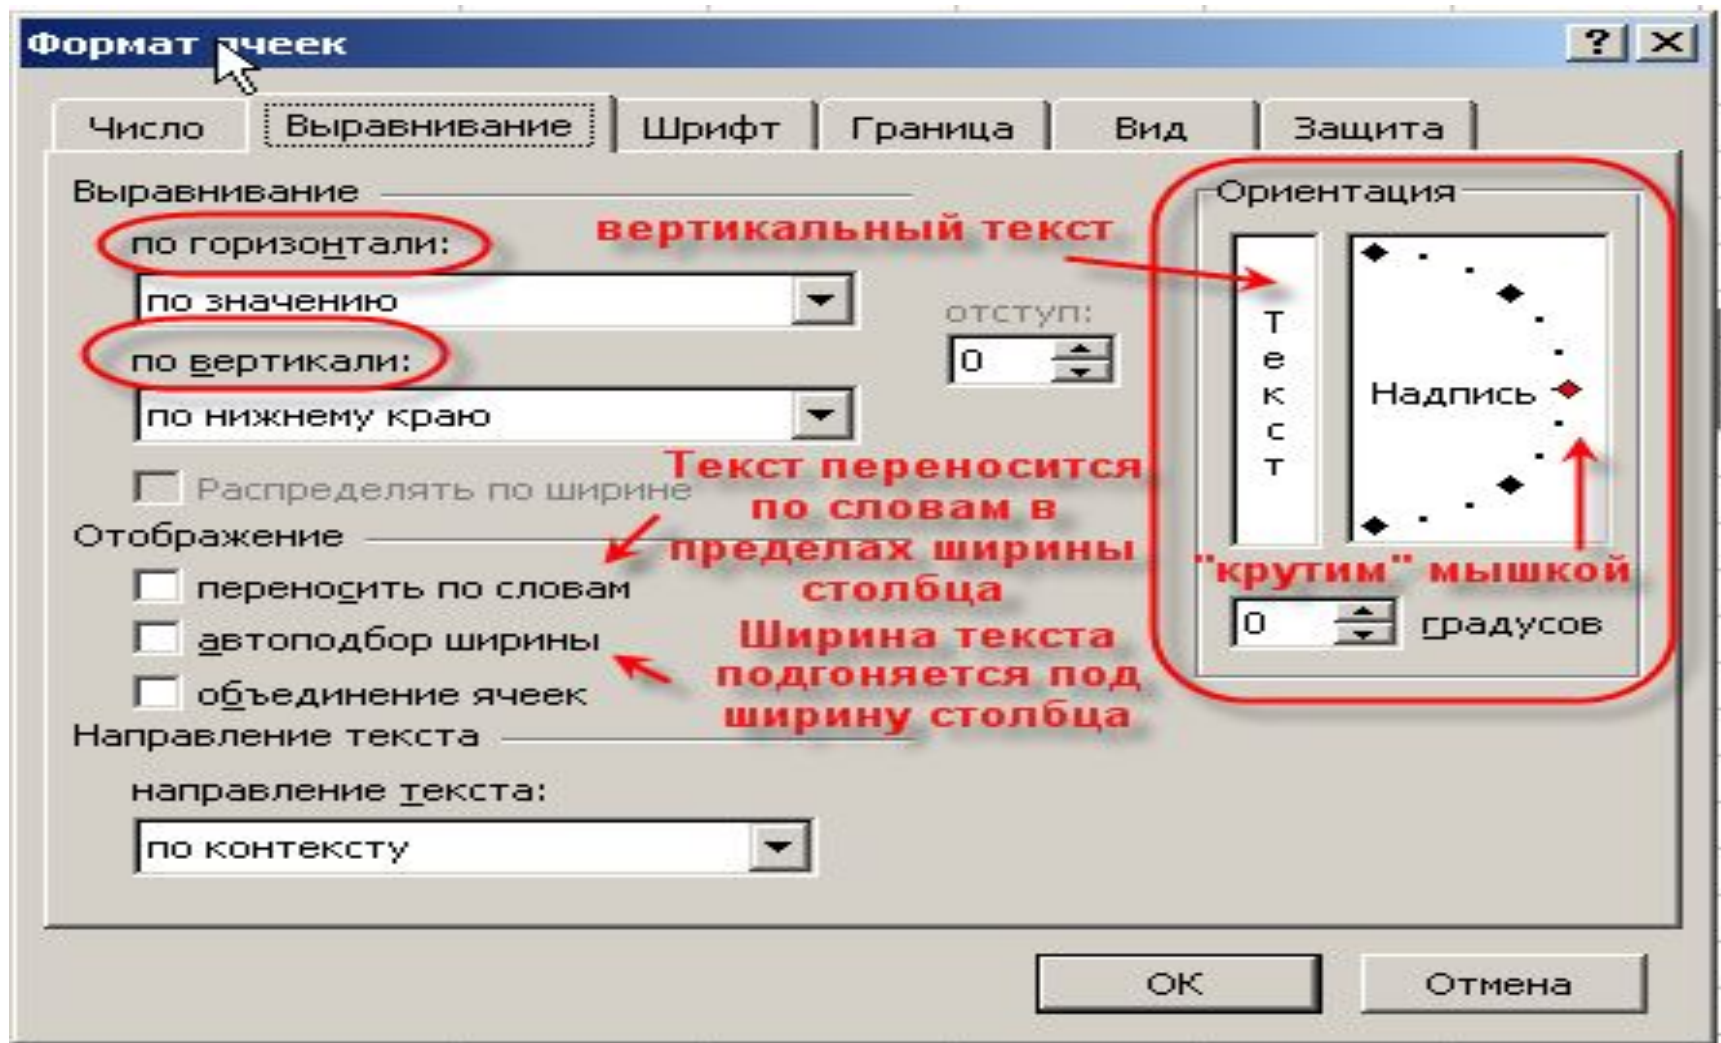 Формат ячеек
Число Выравнивание Шрифт Граница Вид Защита
Выравнивание
по горизонтали:
по значению
отступ:
0
по вертикали:
по нижнему краю
Распределять по ширине
Отображение
переносить по словам
автоподбор ширины
объединение ячеек
Направление текста
направление текста:
по контексту
вертикальный текст
Текст переносится
по словам в
пределах ширины
столбца
Ширина текста
подгоняется под
ширину столбца
Ориентация
Т
е
к
с
т
Надпись
"крутим" мышкой
0 градусов
ОК Отмена